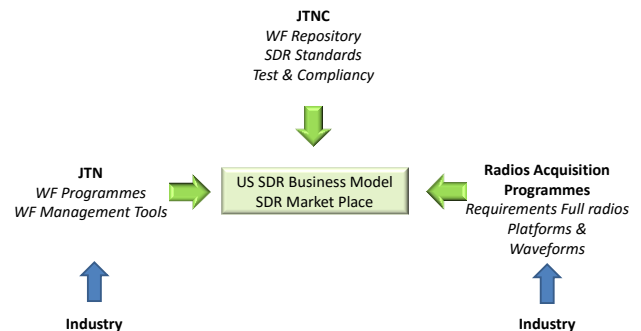 JTNC
WF Repository
SDR Standards
Test & Compliancy
JTN
WF Programmes
WF Management Tools
US SDR Business Model
SDR Market Place
Radios Acquisition
Programmes
Requirements Full radios
Platforms &
Waveforms
Industry
Industry